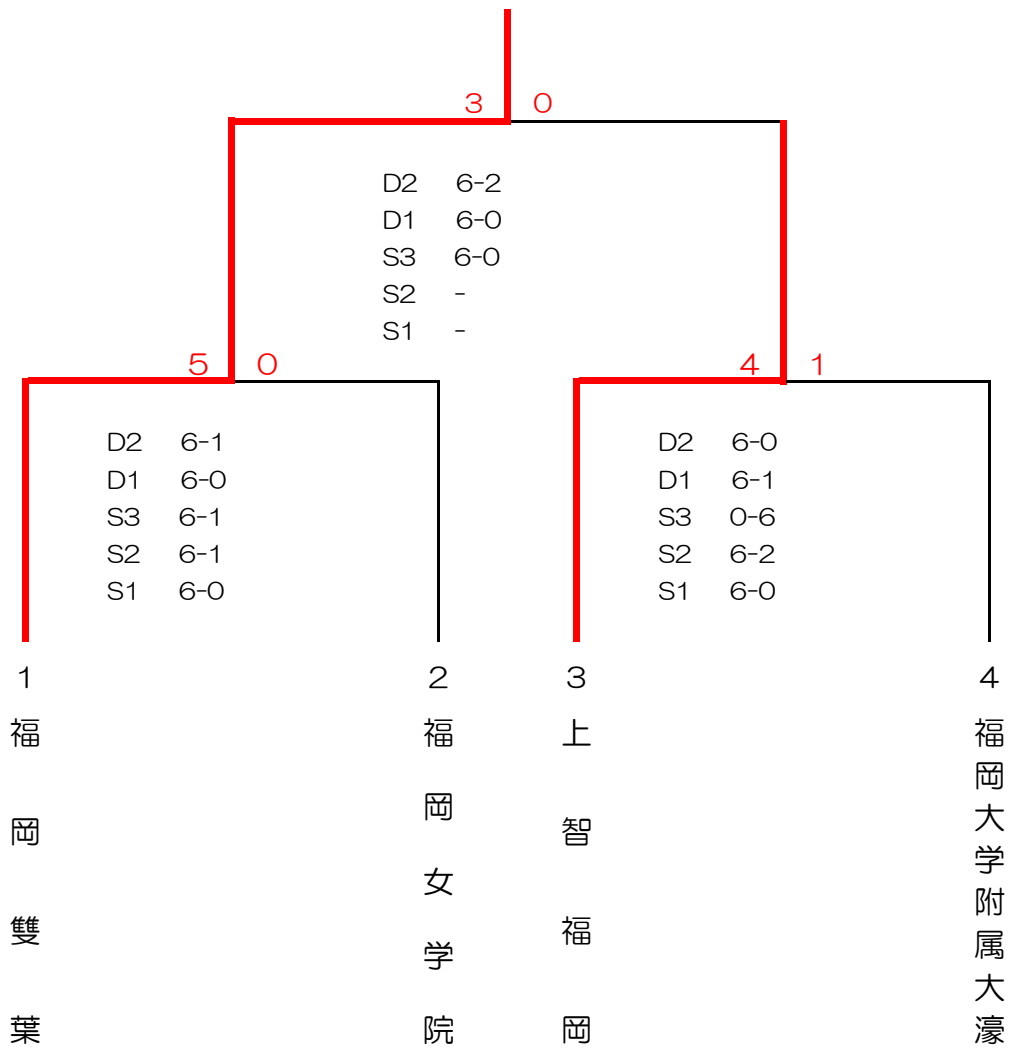 3 0
D2 6-2
D1 6-0
S3 6-0
S2 -
S1 -
5 0
4 1
D2 6-1
D1 6-0
S3 6-1
S2 6-1
S1 6-0
D2 6-0
D1 6-1
S3 0-6
S2 6-2
S1 6-0
1
福岡雙葉
2
福岡女学院
3
上智福岡
4
福岡大学附属大濠